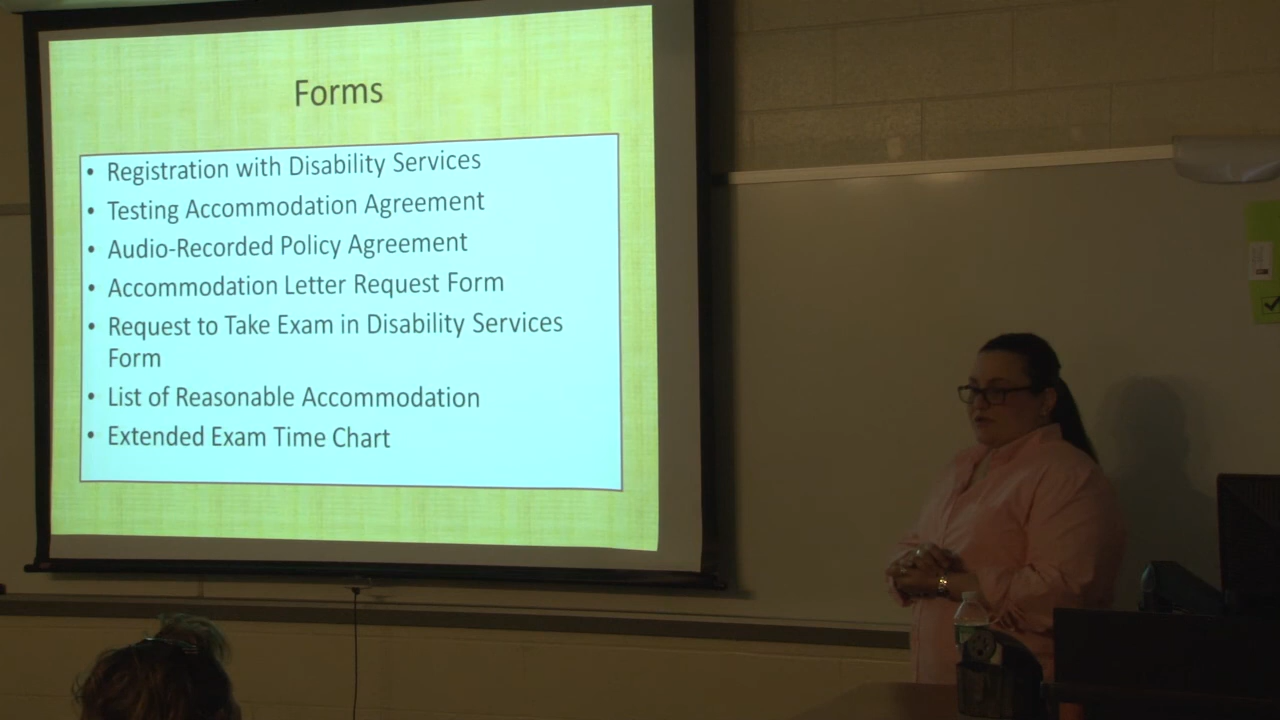 Forms
• Registration with Disability Services
• Testing Accommodation Agreement
• Audio-Recorded Policy Agreement
• Accommodation Letter Request Form
• Request to Take Exam in Disability Services
Form
• List of Reasonable Accommodation
• Extended Exam Time Chart